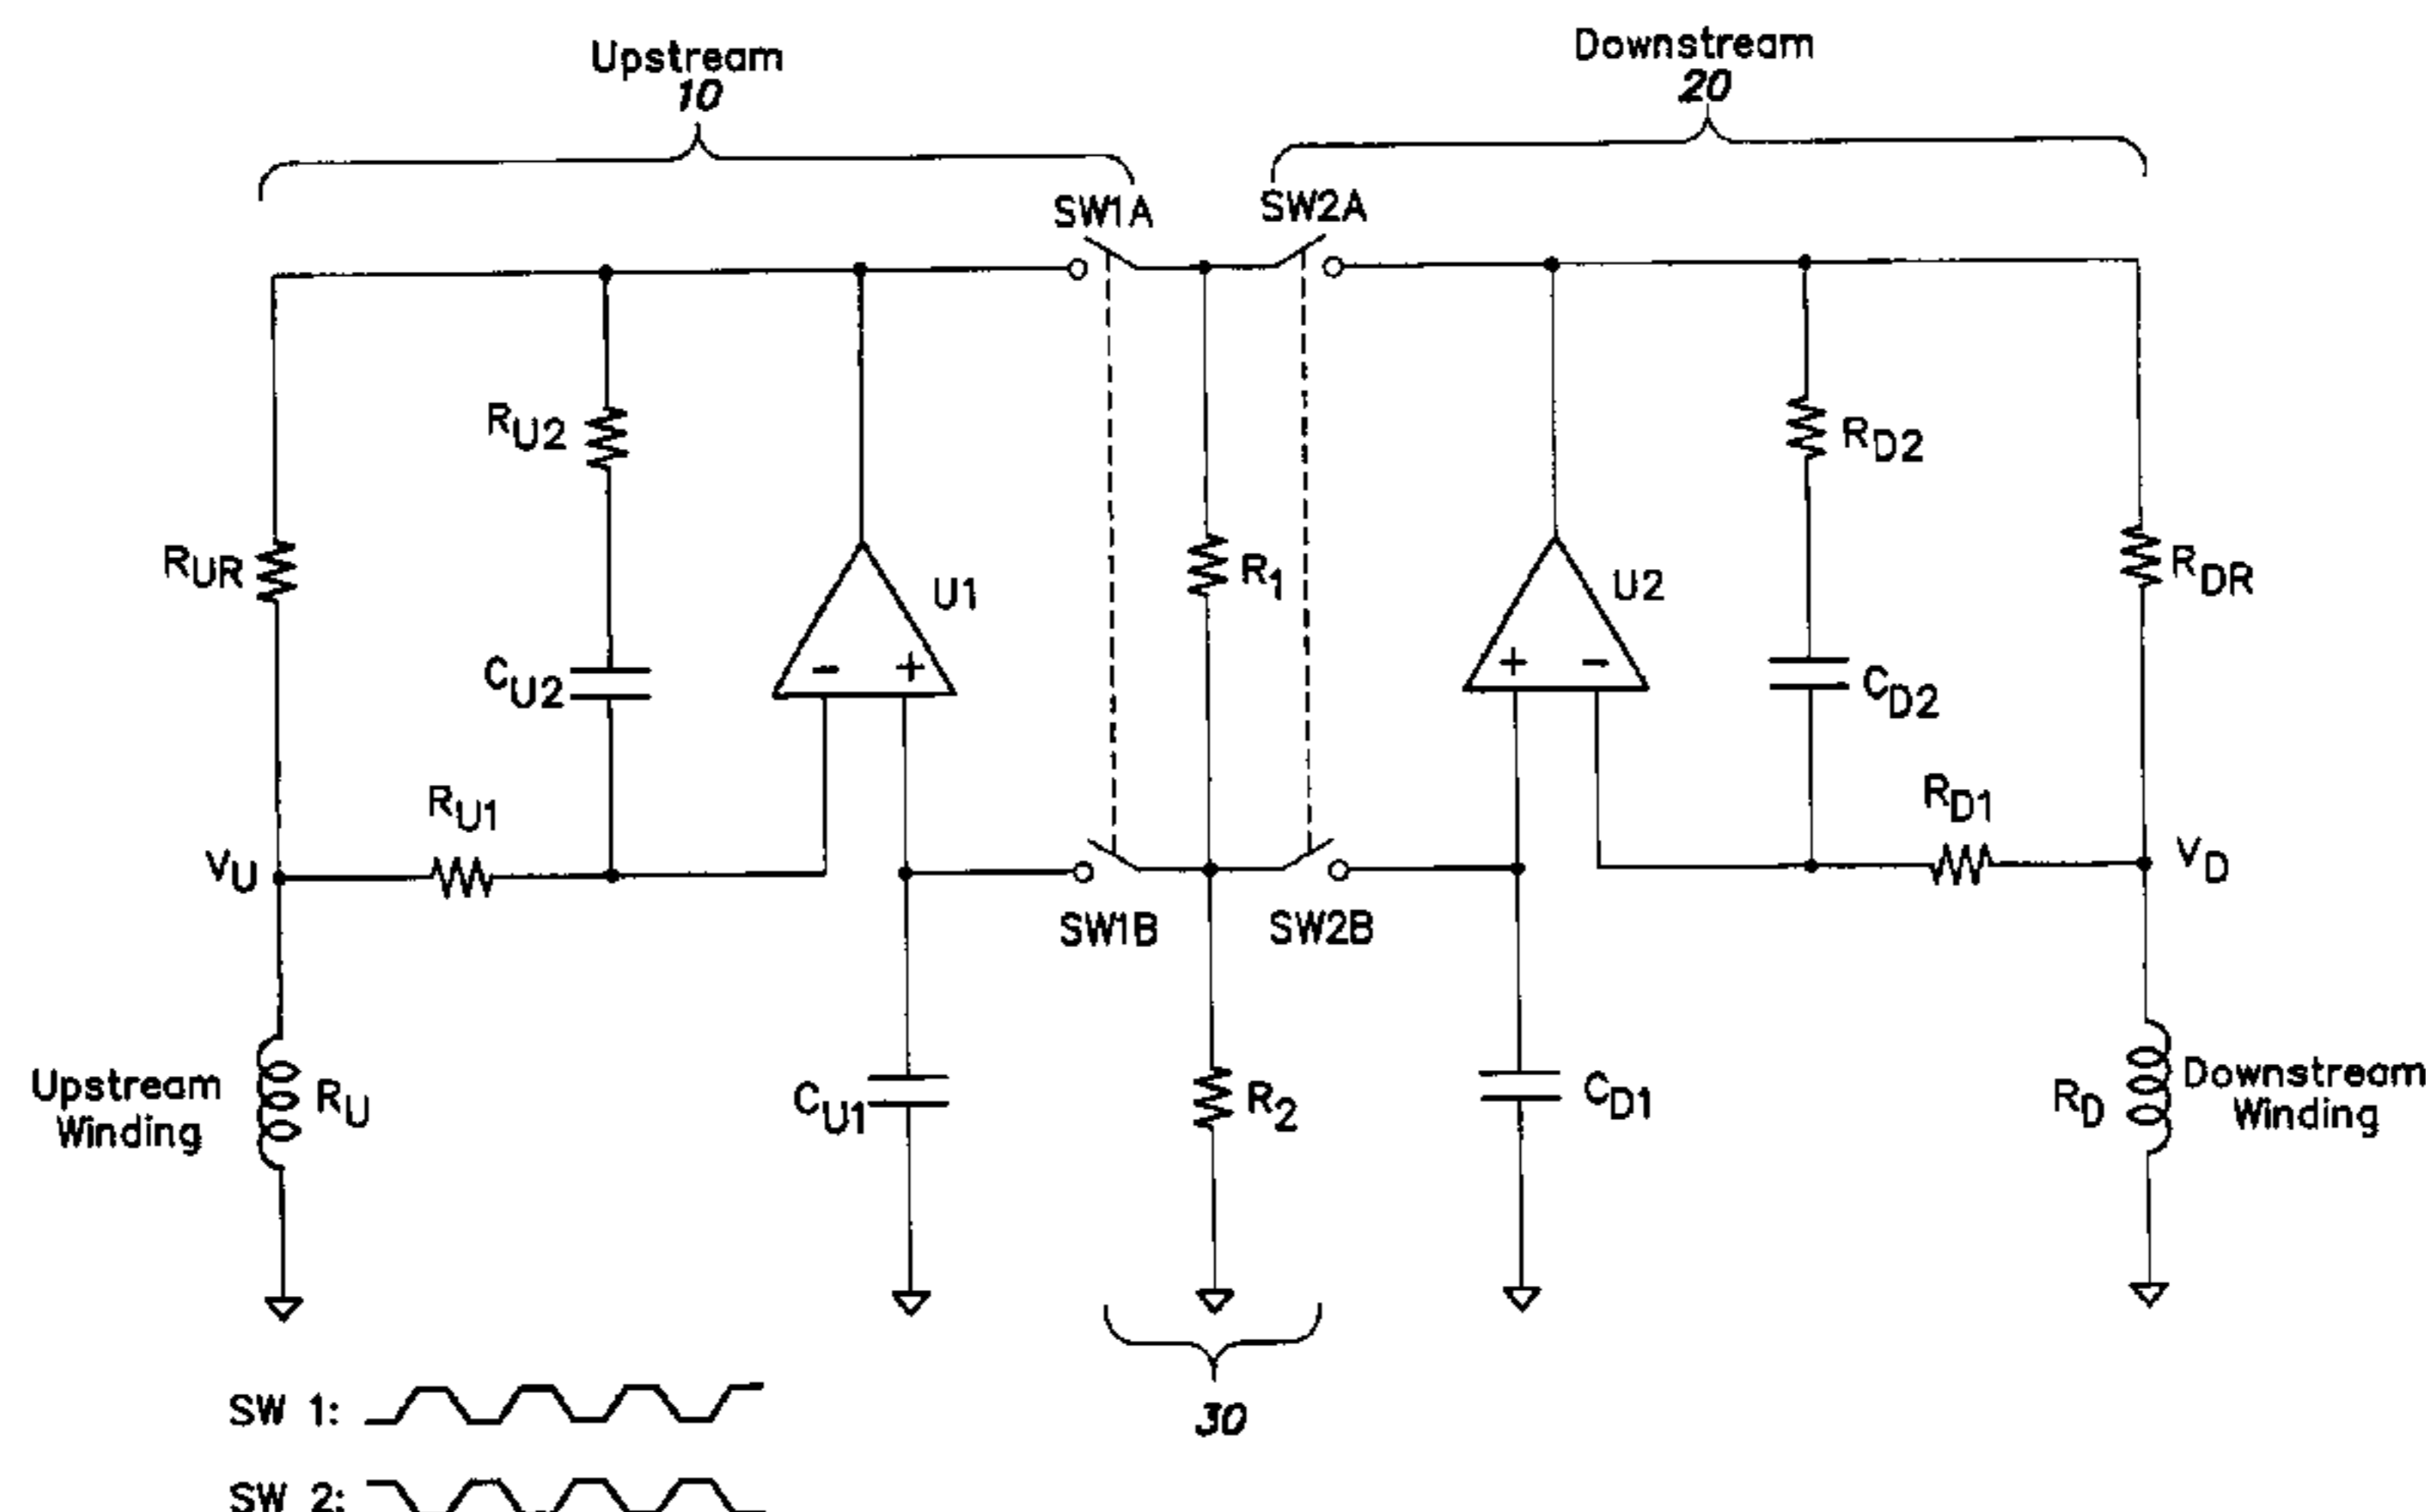 Upstream
10
Downstream
20
SW1A
SW2A
RU2
RD2
RUR
U1
R1
U2
RDR
- +
+ -
CU2
CD2
RU1
RD1
VU
VD
SW1B
SW2B
Upstream
Winding
RU
CU1
R2
CD1
RD
Downstream
Winding
30
SW 1:
SW 2: